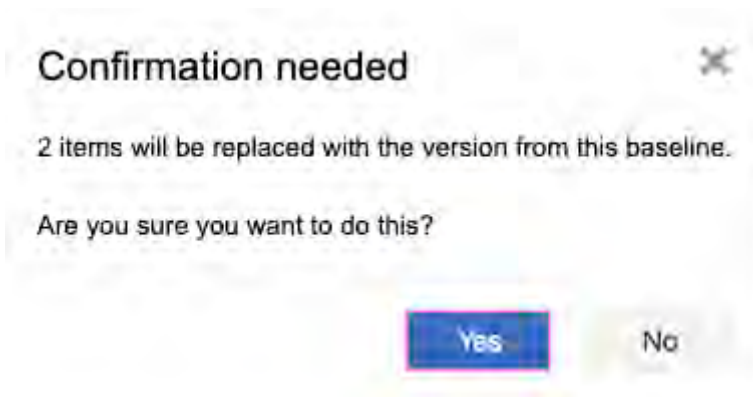 Confirmation needed
2 items will be replaced with the version from this baseline.
Are you sure you want to do this?
Yes No